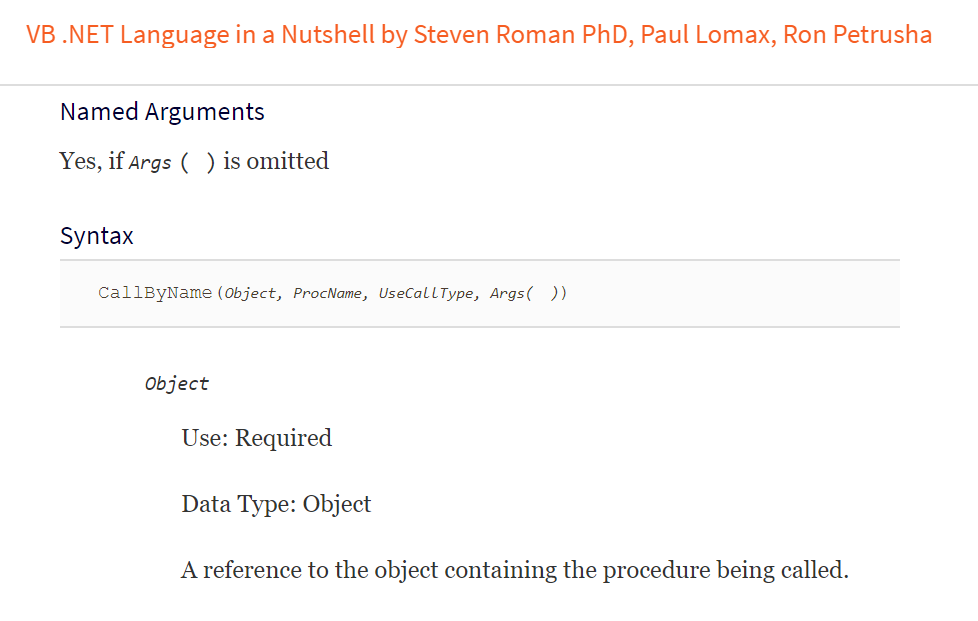 VB .NET Language in a Nutshell by Steven Roman PhD, Paul Lomax, Ron Petrusha
Named Arguments
Yes, if Args ( ) is omitted
Syntax
CallByName(Object, ProcName, UseCallType, Args( ))
Object
Use: Required
Data Type: Object
A reference to the object containing the procedure being called.